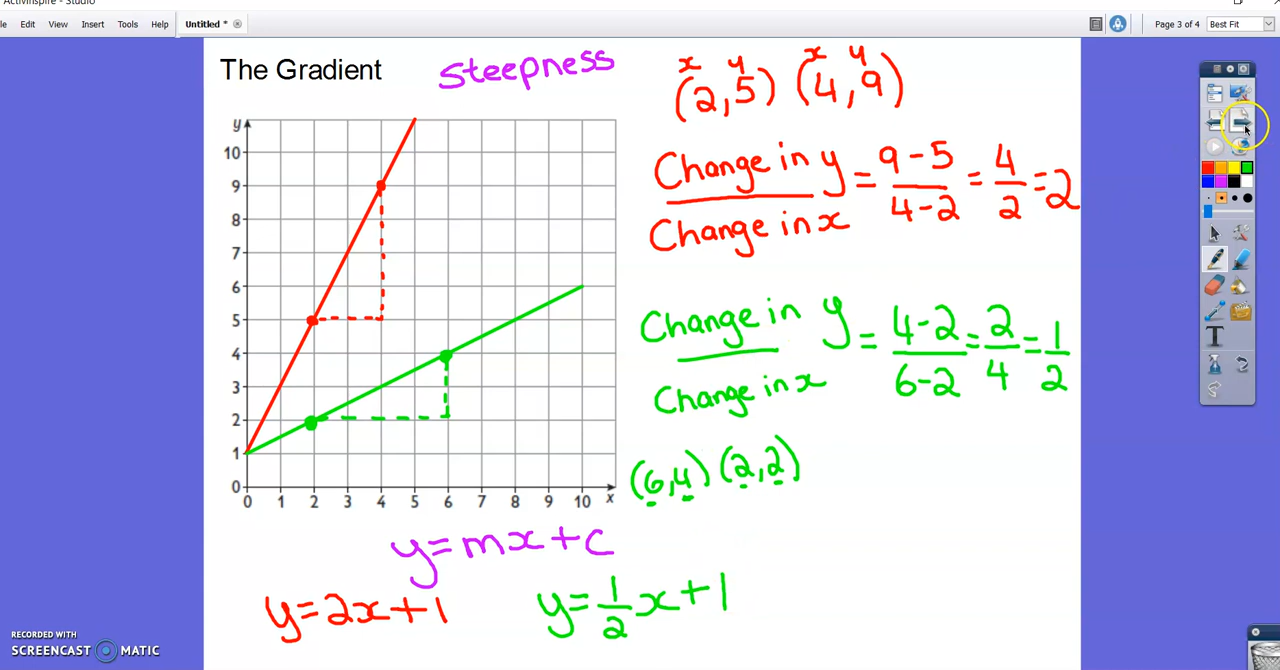 ActivInspire - Studio
le Edit View Insert Tools Help Untitled * Page 3 of 4 Best Fit
The Gradient
steepness
x y x y
(2,5) (4,9)
Change in y / Change in x = 9-5 / 4-2 = 4/2 = 2
Change in y / Change in x = 4-2 / 6-2 = 2/4 = 1/2
(6,4) (2,2)
y
10
9
8
7
6
5
4
3
2
1
0
0 1 2 3 4 5 6 7 8 9 10 x
y=mx+c
y=2x+1
y=1/2x+1
T
RECORDED WITH
SCREENCAST MATIC